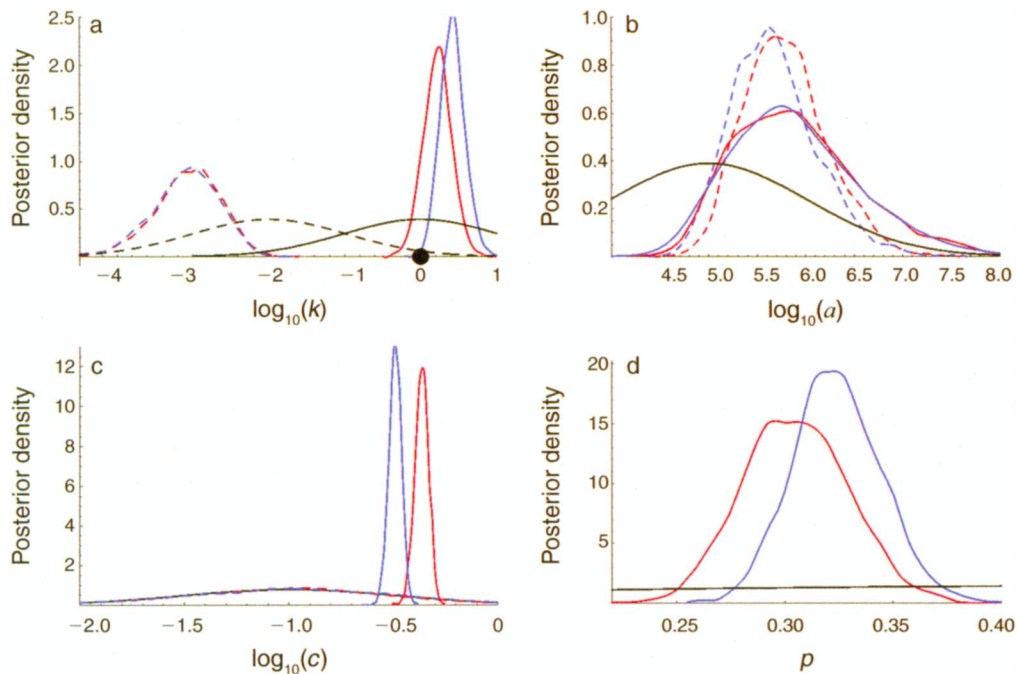 a
2.5
2.0
1.5
1.0
0.5
Posterior density
−4 −3 −2 −1 0 1
log10(k)
b
1.0
0.8
0.6
0.4
0.2
Posterior density
4.5 5.0 5.5 6.0 6.5 7.0 7.5 8.0
log10(a)
c
12
10
8
6
4
2
Posterior density
−2.0 −1.5 −1.0 −0.5 0
log10(c)
d
20
15
10
5
Posterior density
0.25 0.30 0.35 0.40
p